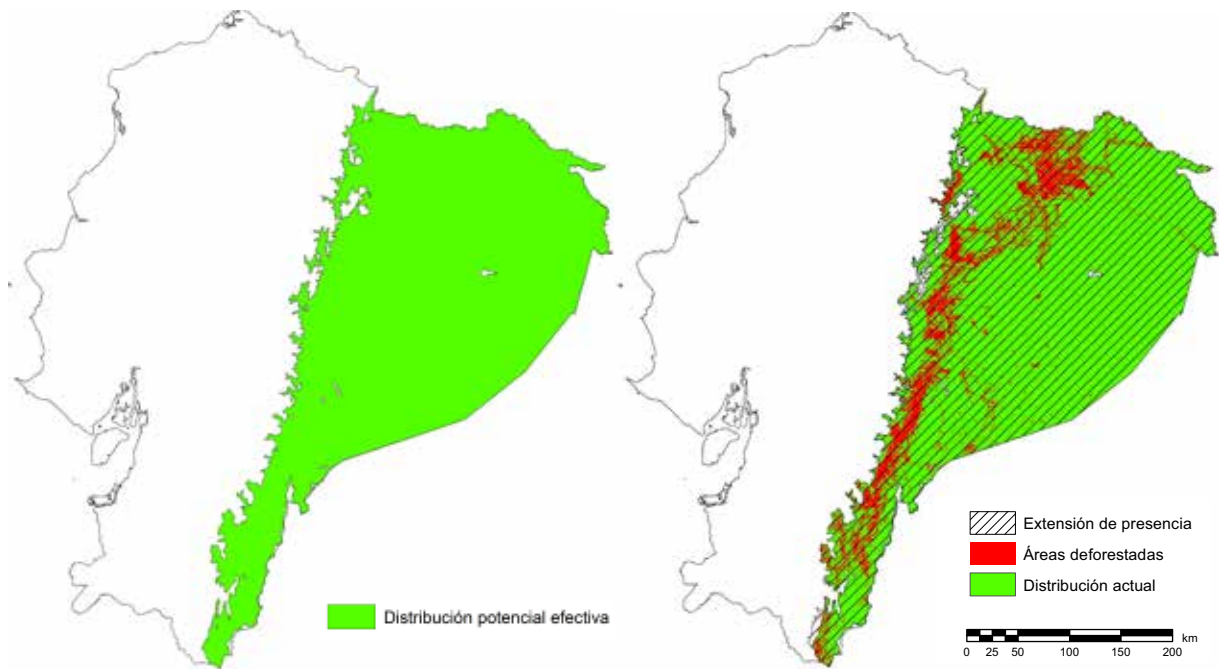 Distribución potencial efectiva
Extensión de presencia
Áreas deforestadas
Distribución actual
km
0 25 50 100 150 200